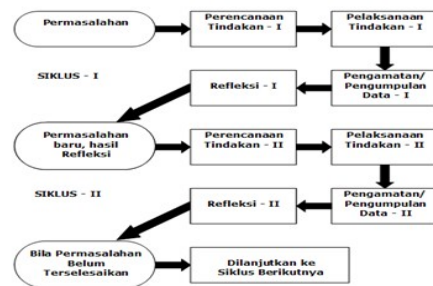 Permasalahan
Perencanaan
Tindakan - I
Pelaksanaan
Tindakan - I
SIKLUS - I
Refleksi - I
Pengamatan/
Pengumpulan
Data - I
Permasalahan
baru, hasil
Refleksi
Perencanaan
Tindakan - II
Pelaksanaan
Tindakan - II
SIKLUS - II
Refleksi - II
Pengamatan/
Pengumpulan
Data - II
Bila Permasalahan
Belum
Terselesaikan
Dilanjutkan ke
Siklus Berikutnya